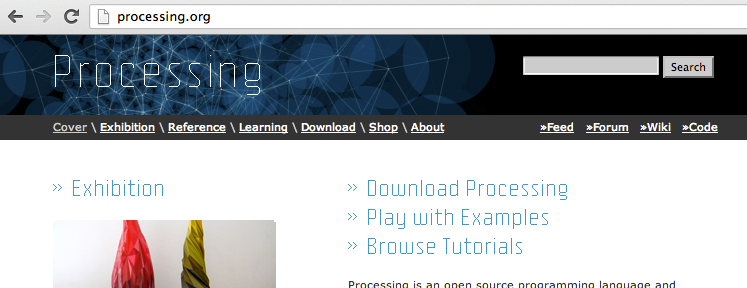 processing.org
Processing
Search
Cover \ Exhibition \ Reference \ Learning \ Download \ Shop \ About
»Feed »Forum »Wiki »Code
» Exhibition
» Download Processing
» Play with Examples
» Browse Tutorials
Processing is an open source programming language and